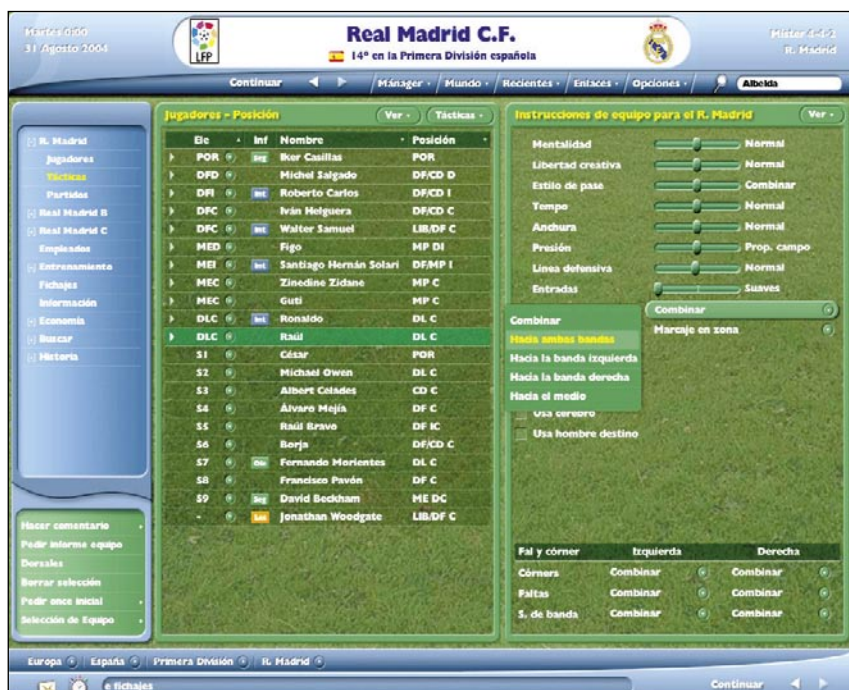 Martes 0:00
31 Agosto 2004
LFP
Real Madrid C.F.
14º en la Primera División española
Mister 4-4-2
R. Madrid
Continuar
Mánager
Mundo
Recientes
Enlaces
Opciones
Albelda
R. Madrid
Jugadores
Tácticas
Partidos
Real Madrid B
Real Madrid C
Empleados
Entrenamiento
Fichajes
Información
Economía
Buscar
Historia
Hacer comentario
Pedir informe equipo
Dorsales
Borrar selección
Pedir once inicial
Selección de Equipo
Jugadores - Posición
Ver
Tácticas
Ele Inf Nombre Posición
POR Seg Iker Casillas POR
DFD Michel Salgado DF/CD D
DFI Int Roberto Carlos DF/CD I
DFC Iván Helguera DF/CD C
DFC Int Walter Samuel LIB/DF C
MED Figo MP DI
MEI Int Santiago Hernán Solari DF/MP I
MEC Zinedine Zidane MP C
MEC Guti MP C
DLC Int Ronaldo DL C
DLC Raúl DL C
S1 César POR
S2 Michael Owen DL C
S3 Albert Celades CD C
S4 Álvaro Mejía DF C
S5 Raúl Bravo DF IC
S6 Borja DF/CD C
S7 Fernando Morientes DL C
S8 Francisco Pavón DF C
S9 Seg David Beckham ME DC
- Les Jonathan Woodgate LIB/DF C
Instrucciones de equipo para el R. Madrid
Ver
Mentalidad Normal
Libertad creativa Normal
Estilo de pase Combinar
Tempo Normal
Anchura Normal
Presión Prop. campo
Línea defensiva Normal
Entradas Suaves
Combinar
Marcaje en zona
Combinar
Hacia ambas bandas
Hacia la banda izquierda
Hacia la banda derecha
Hacia el medio
Usa cerebro
Usa hombre destino
Fal y córner Izquierda Derecha
Córners Combinar Combinar
Faltas Combinar Combinar
S. de banda Combinar Combinar
Europa España Primera División R. Madrid
e fichajes
Continuar